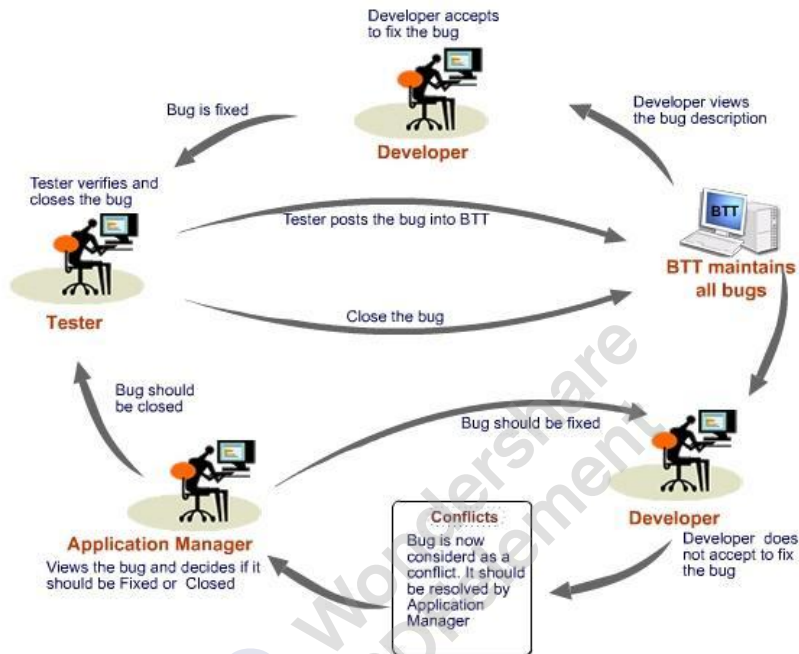 Developer accepts
to fix the bug
Bug is fixed
Developer
Developer views
the bug description
Tester verifies and
closes the bug
Tester posts the bug into BTT
BTT
BTT maintains
all bugs
Tester
Close the bug
Bug should
be closed
Bug should be fixed
Application Manager
Views the bug and decides if it
should be Fixed or Closed
Conflicts
Bug is now
considerd as a
conflict. It should
be resolved by
Application
Manager
Developer
Developer does
not accept to fix
the bug
Wondershare